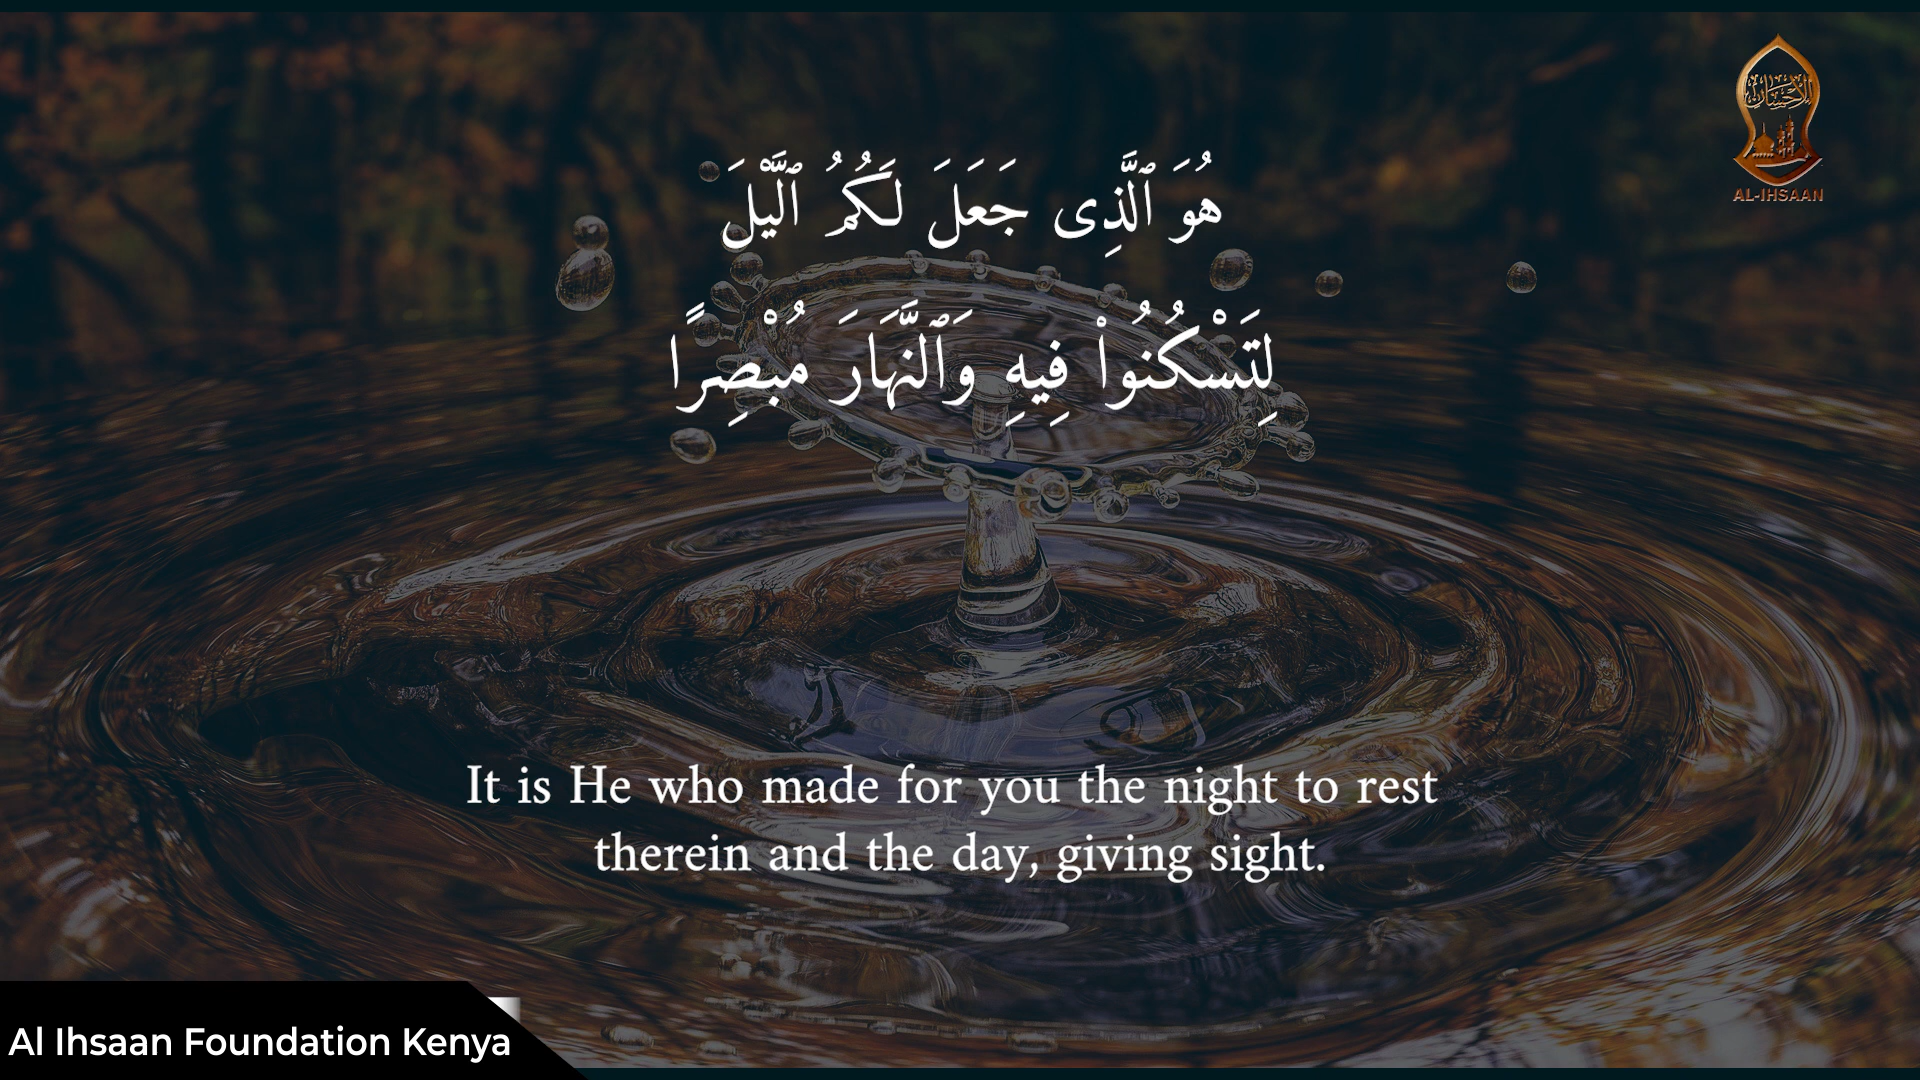 الإحسان
AL-IHSAAN
هُوَ ٱلَّذِى جَعَلَ لَكُمُ ٱلَّيْلَ
لِتَسْكُنُوا۟ فِيهِ وَٱلنَّهَارَ مُبْصِرًا
It is He who made for you the night to rest
therein and the day, giving sight.
Al Ihsaan Foundation Kenya